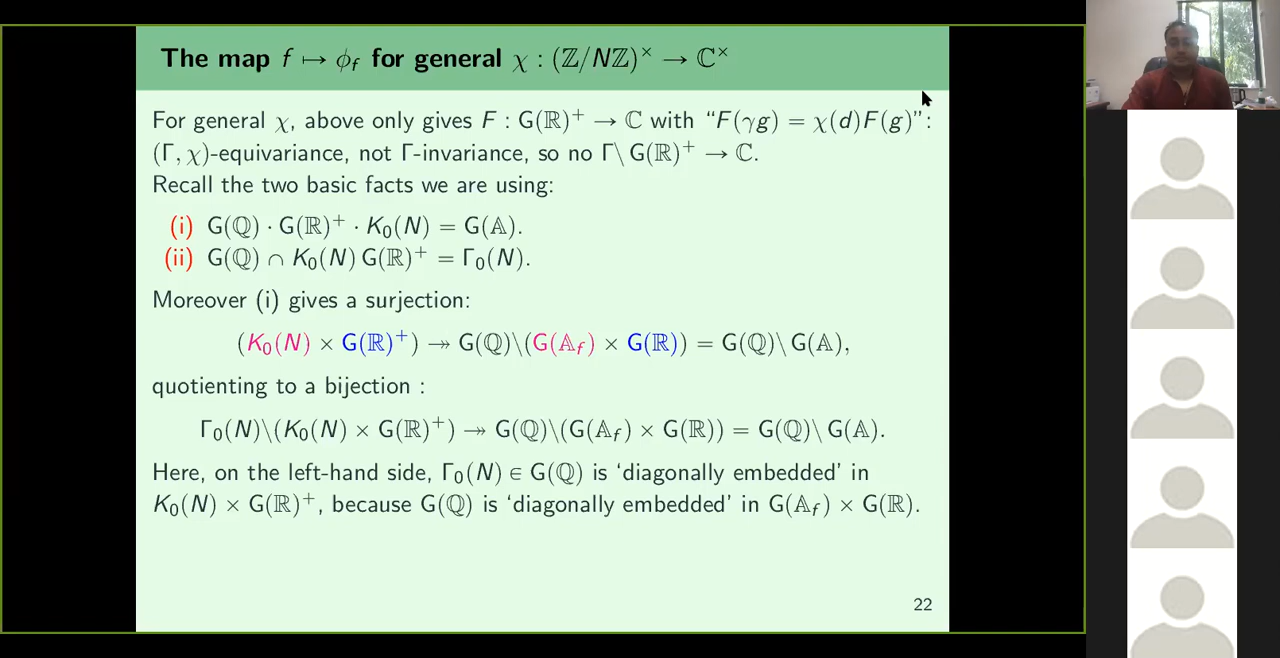 The map f ↦ ϕ_f for general χ : (ℤ/Nℤ)^× → ℂ^×
For general χ, above only gives F : G(ℝ)^+ → ℂ with “F(γg) = χ(d)F(g)”:
(Γ, χ)-equivariance, not Γ-invariance, so no Γ\G(ℝ)^+ → ℂ.
Recall the two basic facts we are using:
(i) G(ℚ) · G(ℝ)^+ · K_0(N) = G(𝔸).
(ii) G(ℚ) ∩ K_0(N) G(ℝ)^+ = Γ_0(N).
Moreover (i) gives a surjection:
(K_0(N) × G(ℝ)^+) ↠ G(ℚ)\(G(𝔸_f) × G(ℝ)) = G(ℚ)\G(𝔸),
quotienting to a bijection :
Γ_0(N)\(K_0(N) × G(ℝ)^+) ↠ G(ℚ)\(G(𝔸_f) × G(ℝ)) = G(ℚ)\G(𝔸).
Here, on the left-hand side, Γ_0(N) ∈ G(ℚ) is ‘diagonally embedded’ in
K_0(N) × G(ℝ)^+, because G(ℚ) is ‘diagonally embedded’ in G(𝔸_f) × G(ℝ).
22